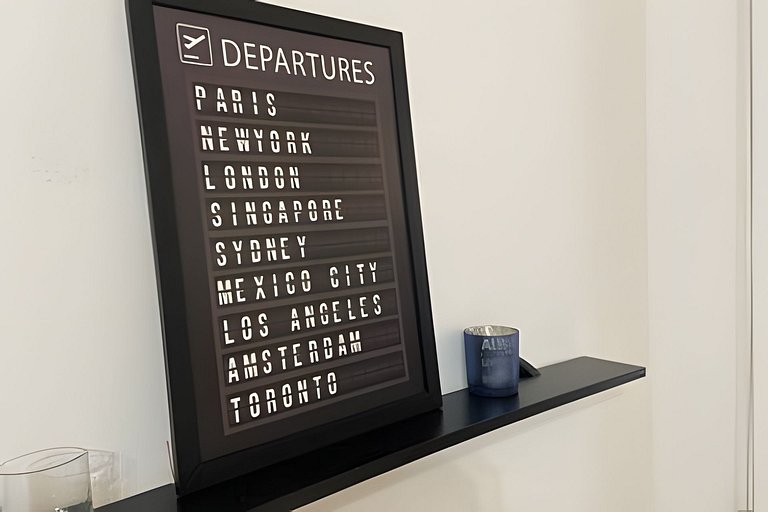 DEPARTURES
PARIS
NEWYORK
LONDON
SINGAPORE
SYDNEY
MEXICO CITY
LOS ANGELES
AMSTERDAM
TORONTO